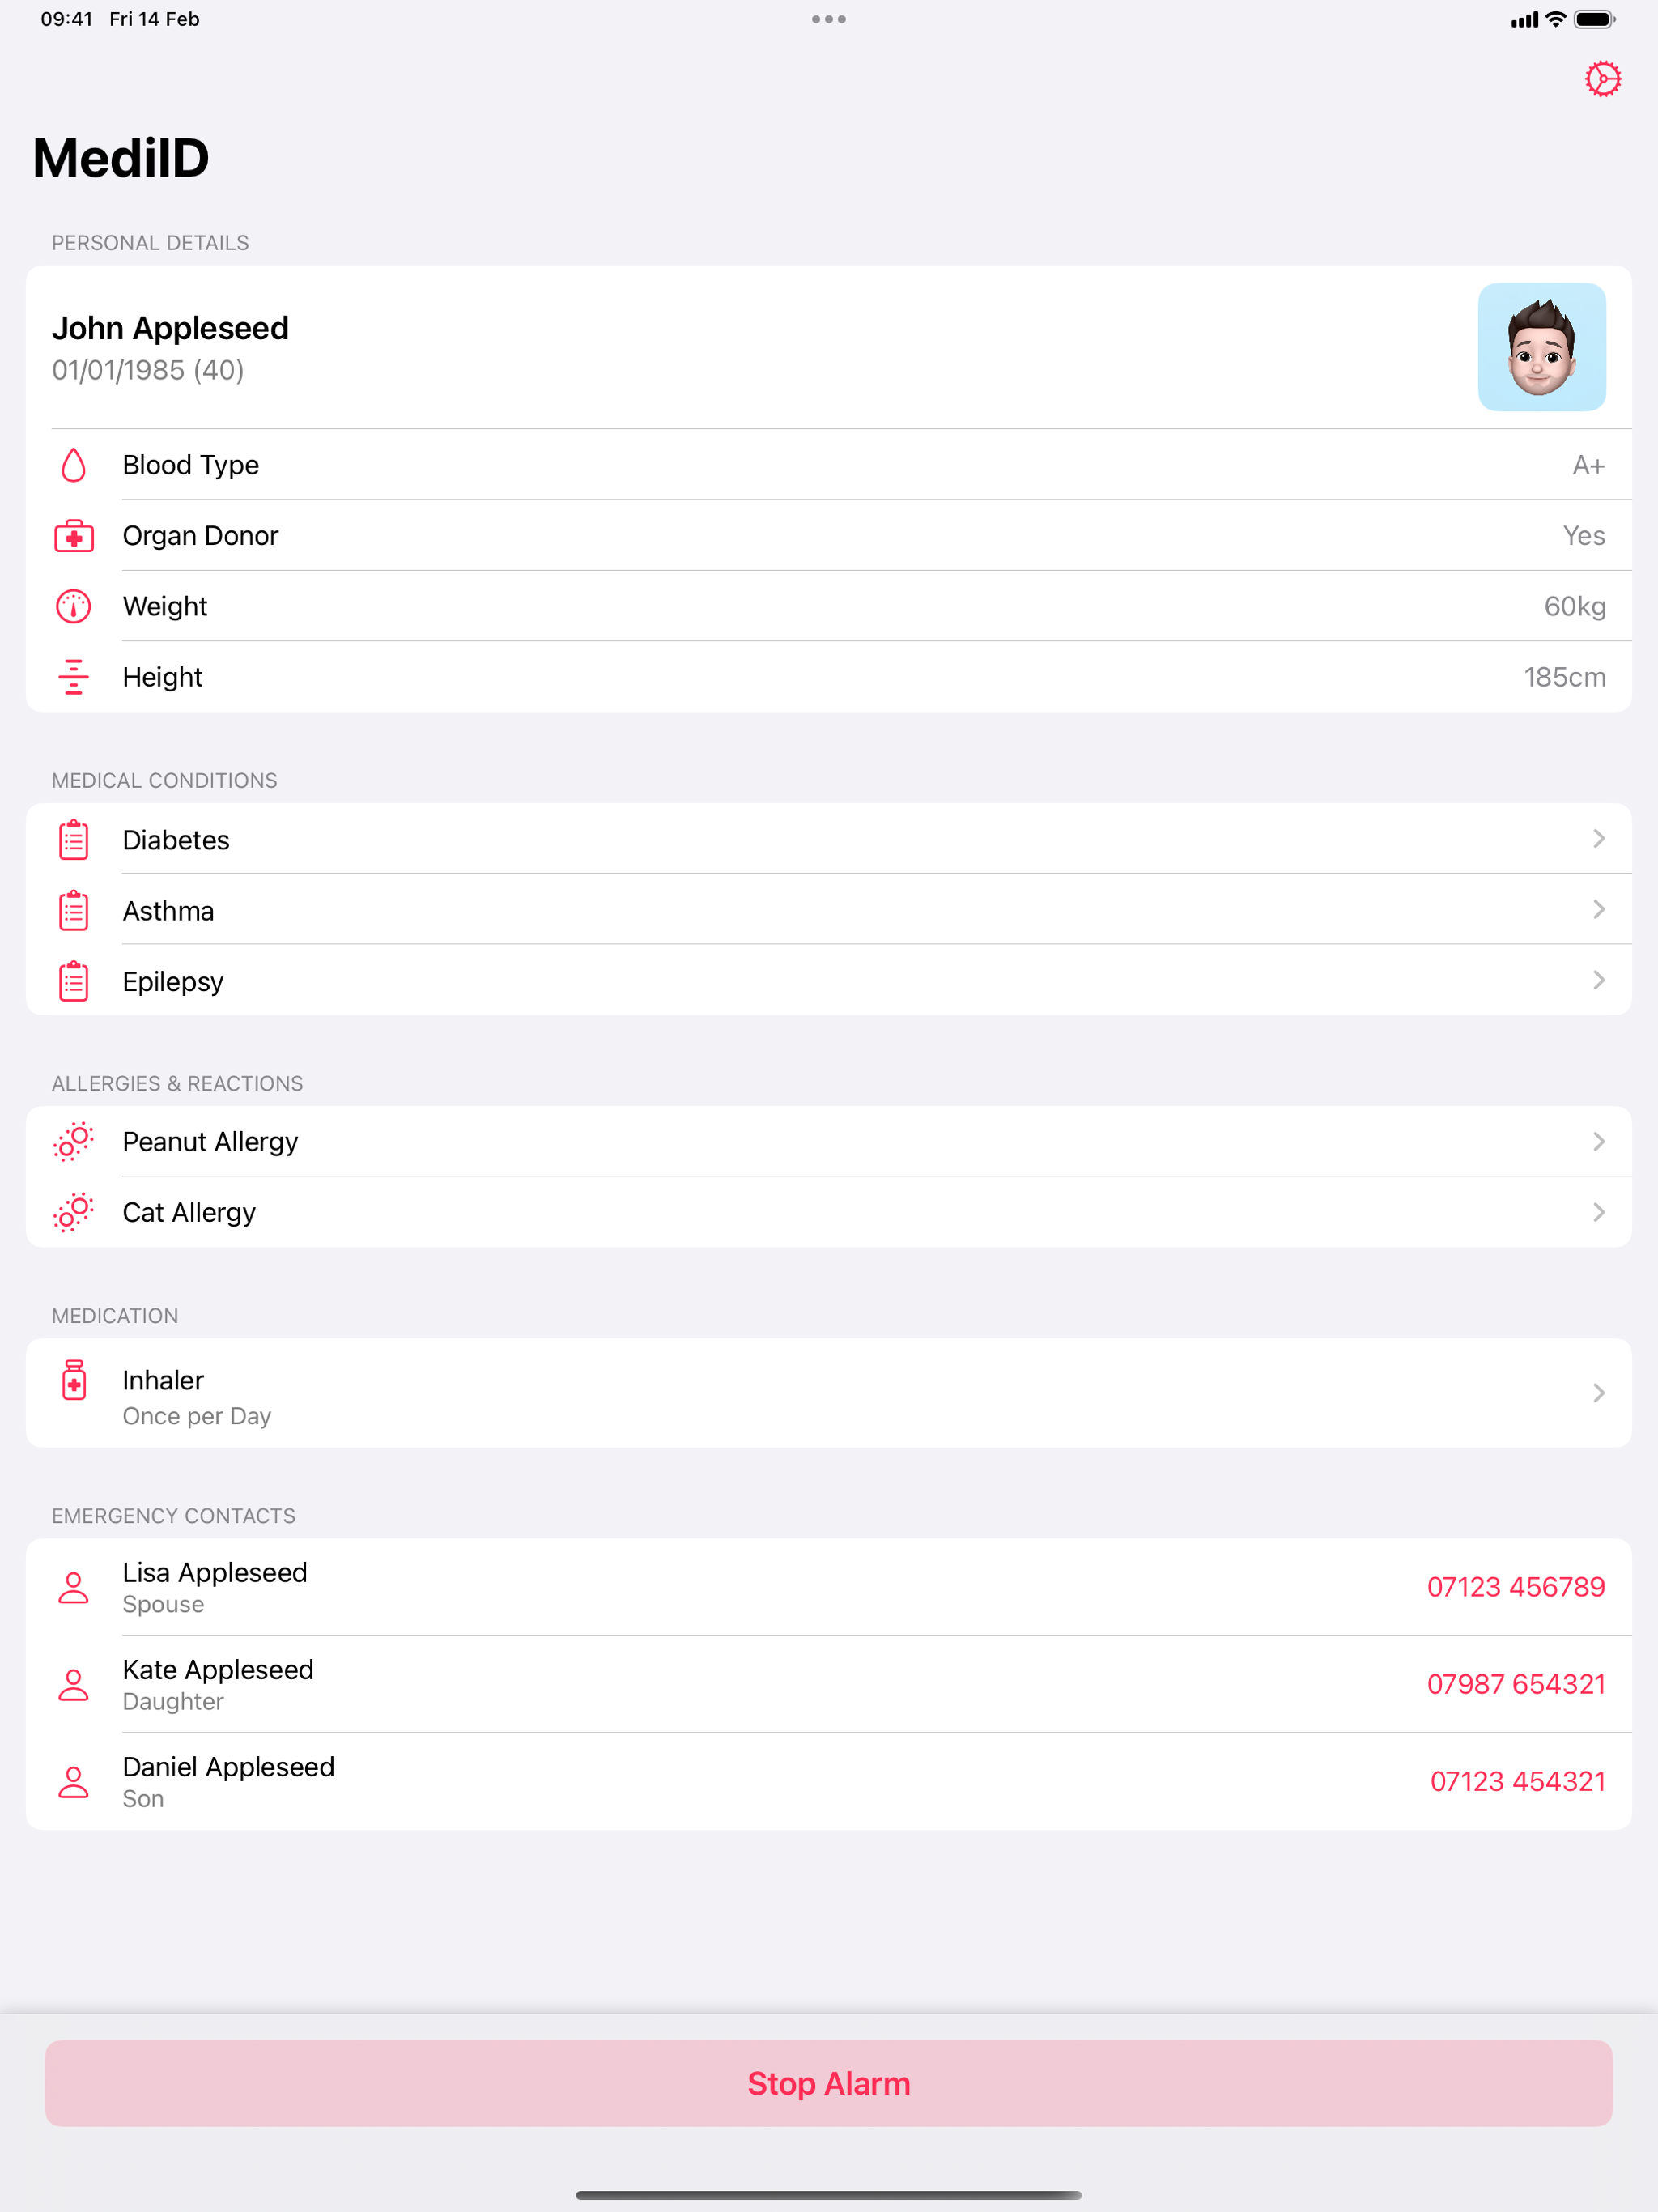 09:41 Fri 14 Feb
MediID
PERSONAL DETAILS
John Appleseed
01/01/1985 (40)
Blood Type A+
Organ Donor Yes
Weight 60kg
Height 185cm
MEDICAL CONDITIONS
Diabetes
Asthma
Epilepsy
ALLERGIES & REACTIONS
Peanut Allergy
Cat Allergy
MEDICATION
Inhaler
Once per Day
EMERGENCY CONTACTS
Lisa Appleseed
Spouse
07123 456789
Kate Appleseed
Daughter
07987 654321
Daniel Appleseed
Son
07123 454321
Stop Alarm